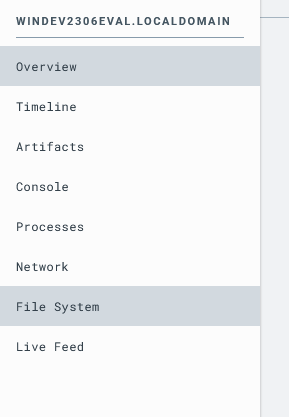 WINDEV2306EVAL.LOCALDOMAIN
Overview
Timeline
Artifacts
Console
Processes
Network
File System
Live Feed